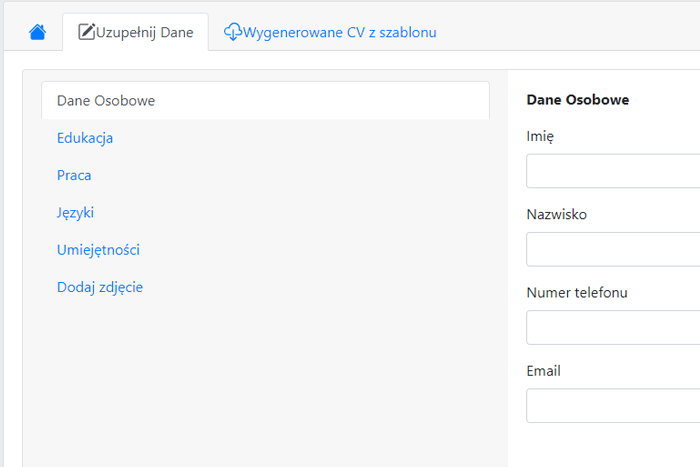 Uzupełnij Dane
Wygenerowane CV z szablonu
Dane Osobowe
Edukacja
Praca
Języki
Umiejętności
Dodaj zdjęcie
Dane Osobowe
Imię
Nazwisko
Numer telefonu
Email